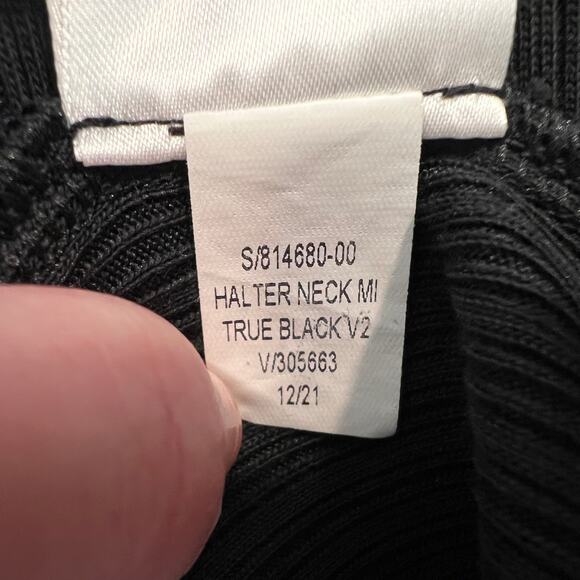 S/814680-00
HALTER NECK MI
TRUE BLACK V2
V/305663
12/21